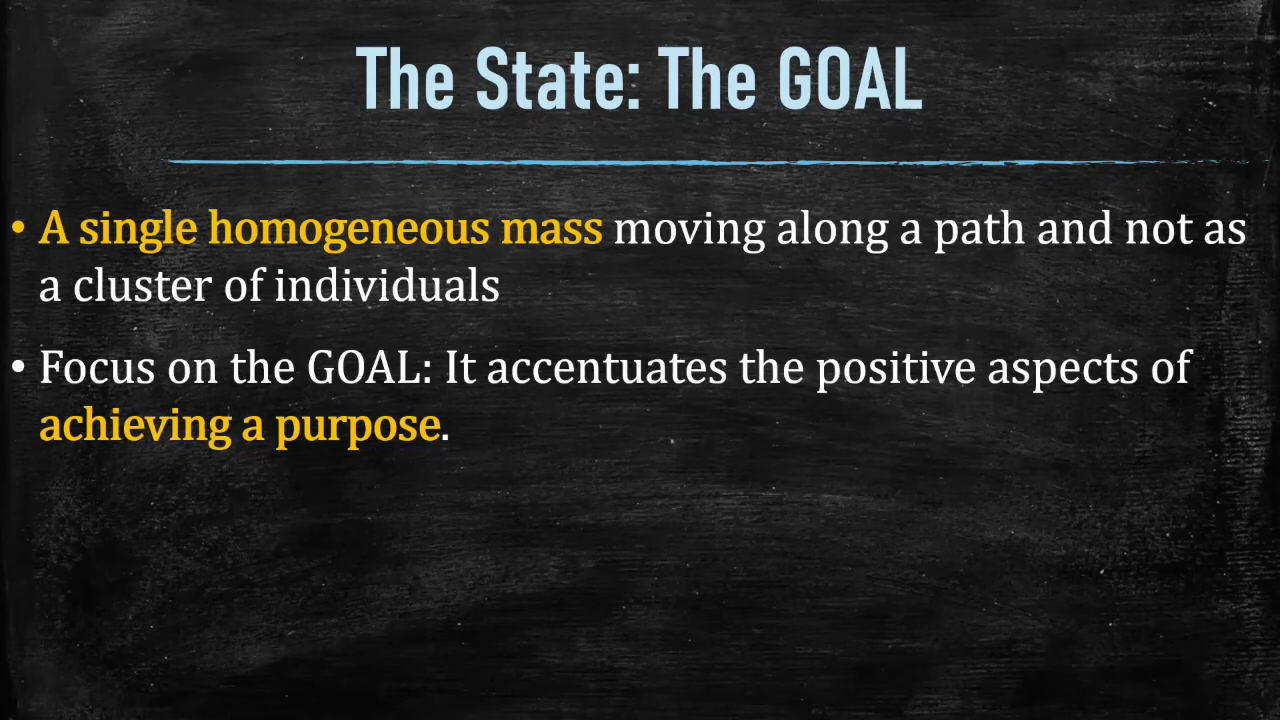 The State: The GOAL
• A single homogeneous mass moving along a path and not as
a cluster of individuals
• Focus on the GOAL: It accentuates the positive aspects of
achieving a purpose.